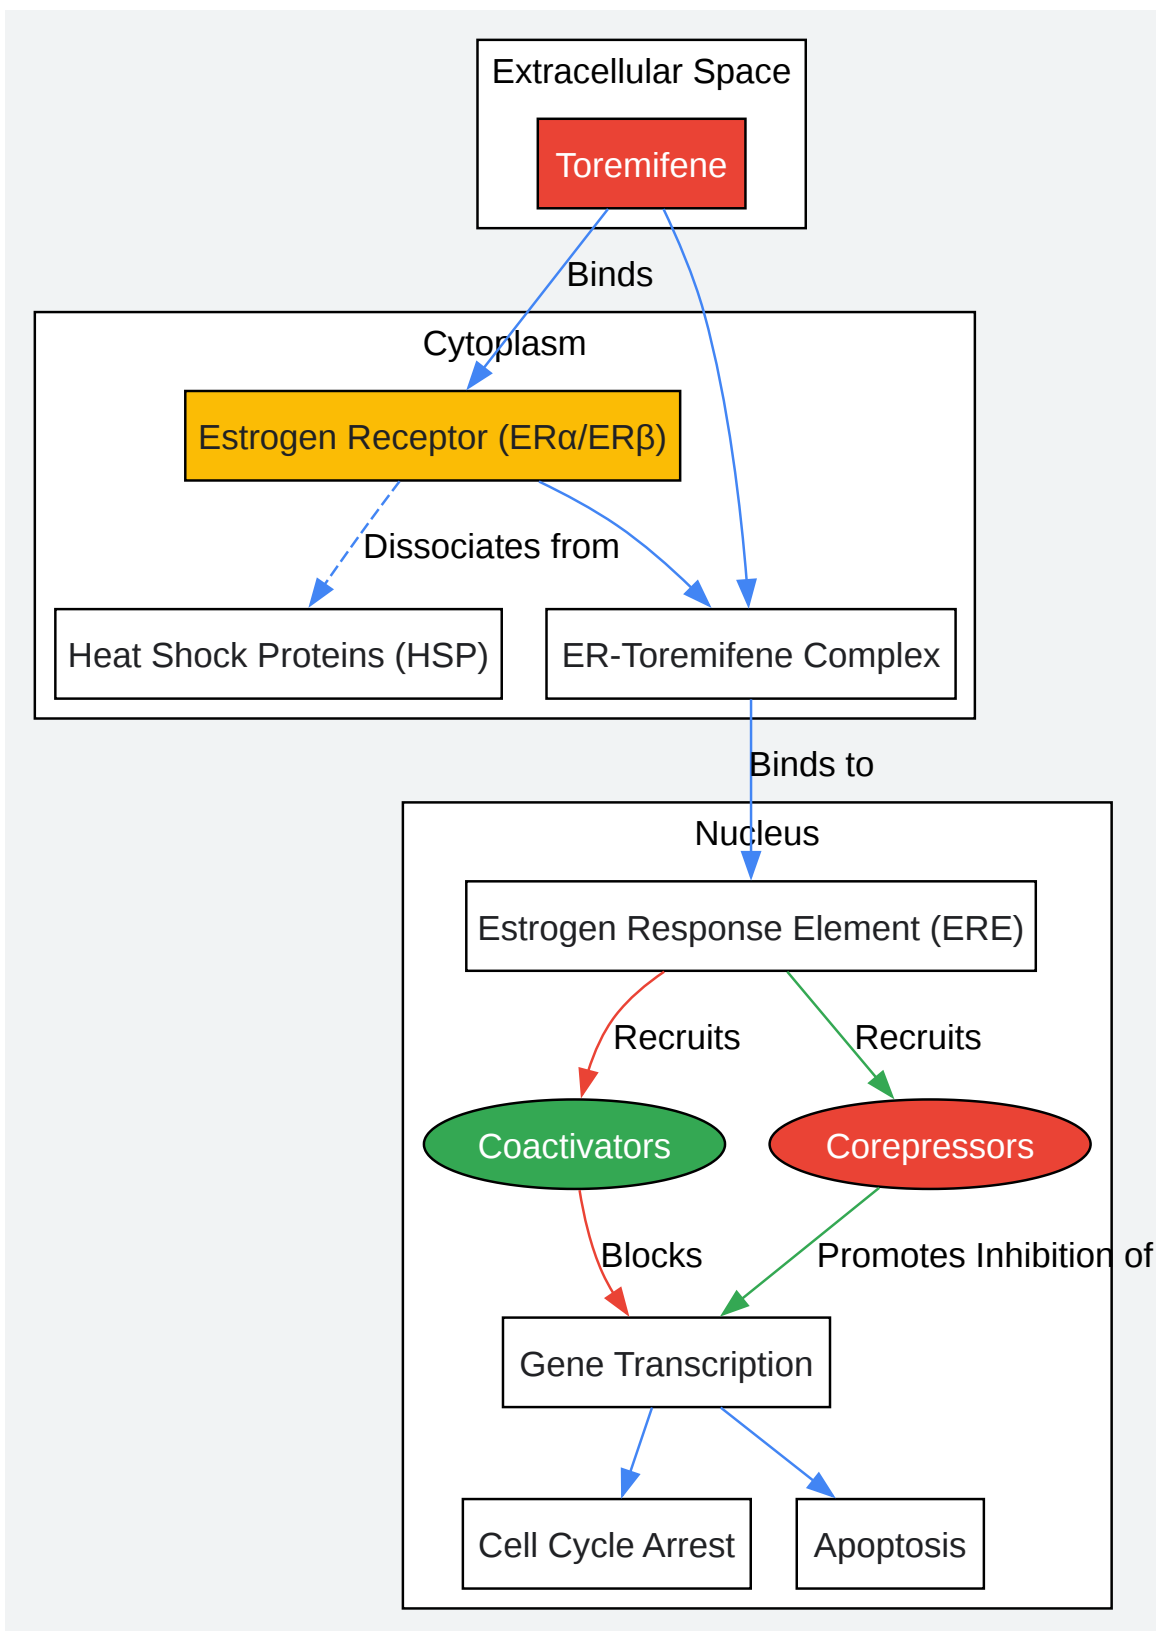 Extracellular Space
Toremifene
Binds
Cytoplasm
Estrogen Receptor (ERα/ERβ)
Dissociates from
Heat Shock Proteins (HSP)
ER-Toremifene Complex
Binds to
Nucleus
Estrogen Response Element (ERE)
Recruits
Recruits
Coactivators
Corepressors
Blocks
Promotes Inhibition of
Gene Transcription
Cell Cycle Arrest
Apoptosis